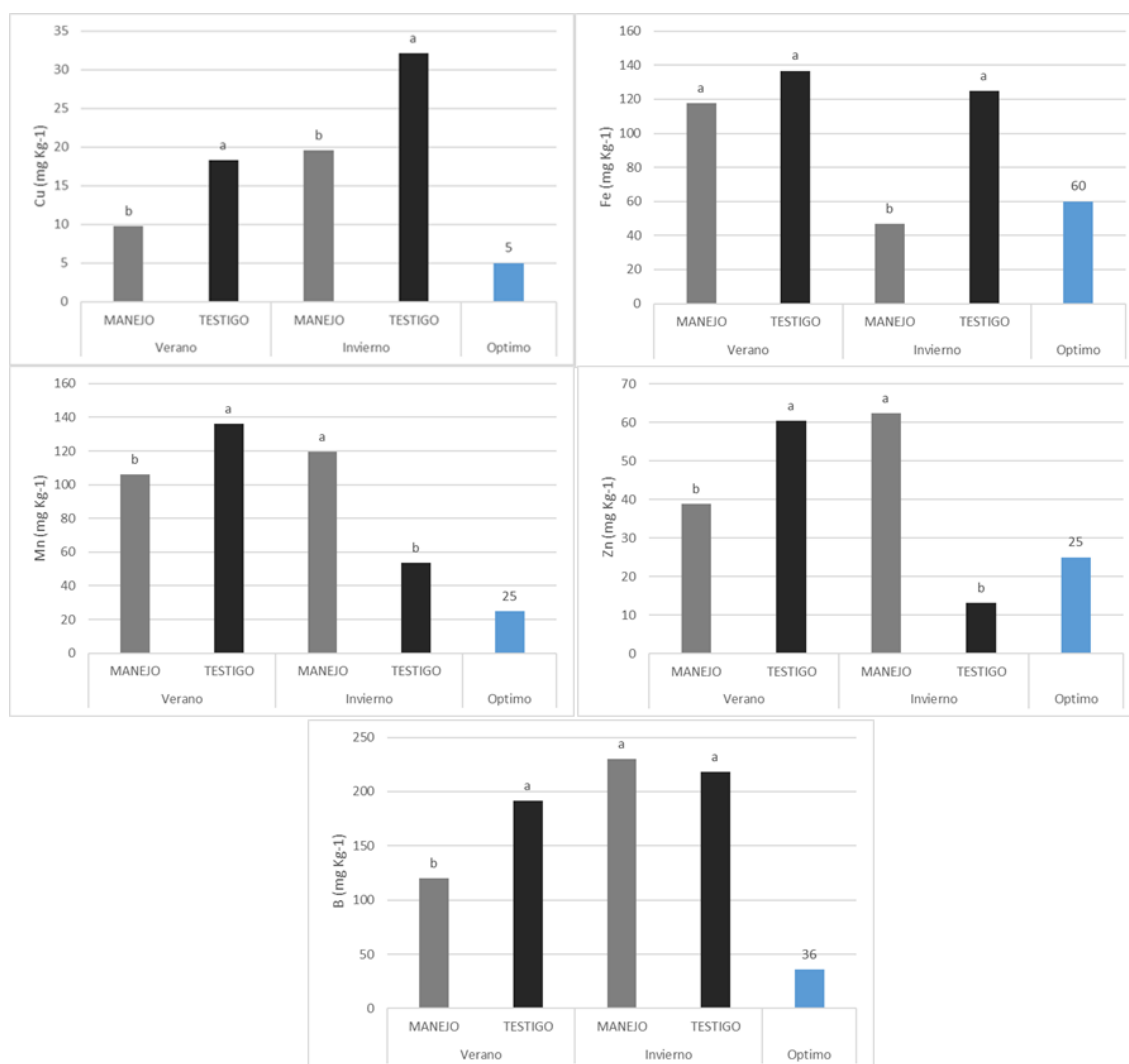 Cu (mg Kg-1)
35
30
25
20
15
10
5
0
b
a
b
a
5
MANEJO TESTIGO MANEJO TESTIGO
Verano Invierno Optimo
Fe (mg Kg-1)
160
140
120
100
80
60
40
20
0
a
a
b
a
60
MANEJO TESTIGO MANEJO TESTIGO
Verano Invierno Optimo
Mn (mg Kg-1)
160
140
120
100
80
60
40
20
0
b
a
a
b
25
MANEJO TESTIGO MANEJO TESTIGO
Verano Invierno Optimo
Zn (mg Kg-1)
70
60
50
40
30
20
10
0
b
a
a
b
25
MANEJO TESTIGO MANEJO TESTIGO
Verano Invierno Optimo
B (mg Kg-1)
250
200
150
100
50
0
b
a
a
a
36
MANEJO TESTIGO MANEJO TESTIGO
Verano Invierno Optimo